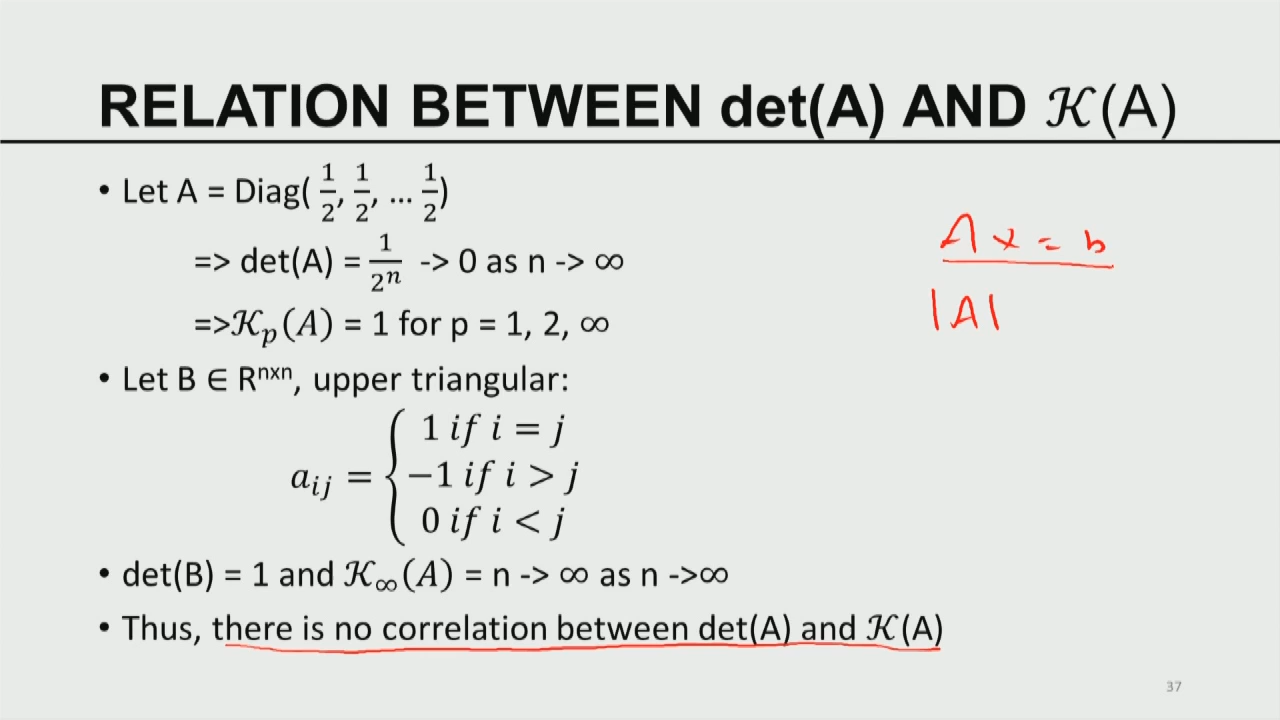 RELATION BETWEEN det(A) AND 𝒦(A)
• Let A = Diag( 1/2, 1/2, … 1/2)
=> det(A) = 1/2ⁿ -> 0 as n -> ∞
=>𝒦ₚ(A) = 1 for p = 1, 2, ∞
• Let B ∈ Rⁿˣⁿ, upper triangular:
aᵢⱼ = { 1 if i = j
−1 if i > j
0 if i < j
• det(B) = 1 and 𝒦∞(A) = n -> ∞ as n ->∞
• Thus, there is no correlation between det(A) and 𝒦(A)
Ax = b
|A|
37